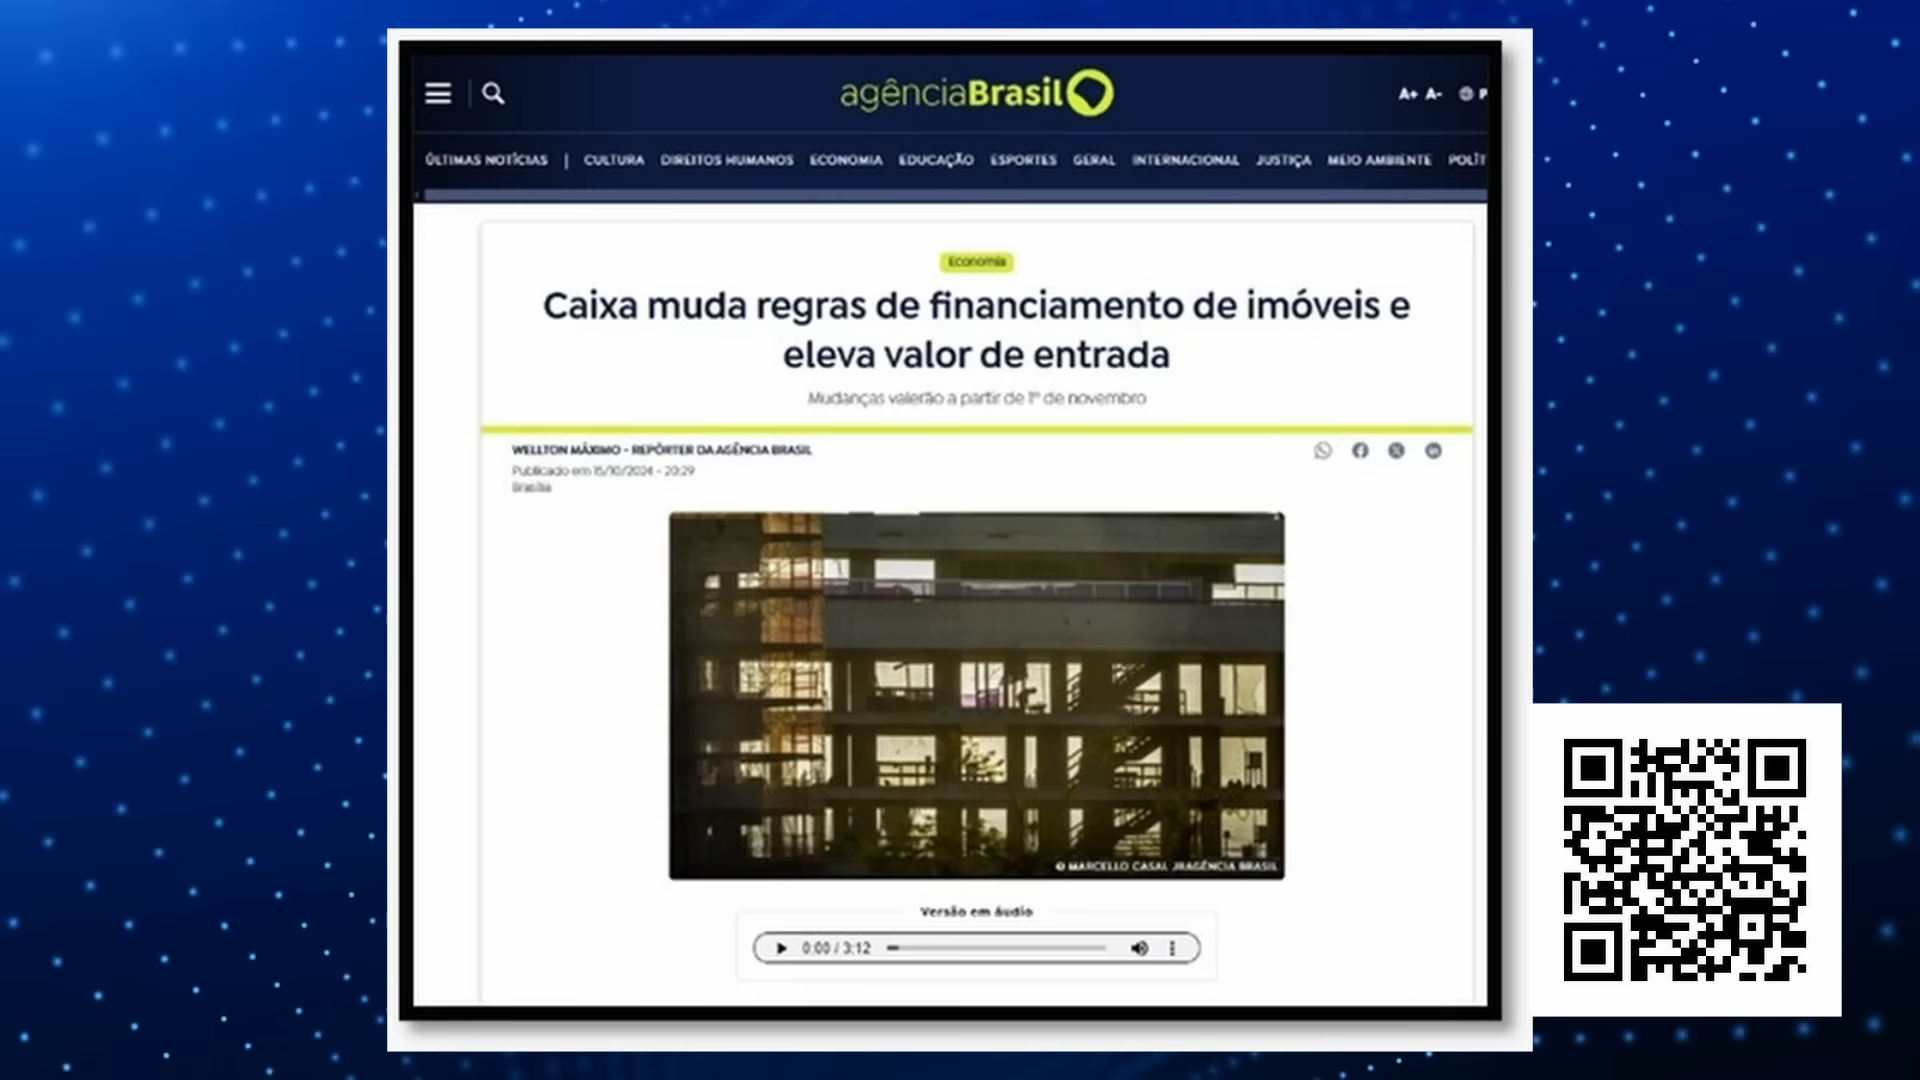 agênciaBrasil
A+ A-
ÚLTIMAS NOTÍCIAS | CULTURA DIREITOS HUMANOS ECONOMIA EDUCAÇÃO ESPORTES GERAL INTERNACIONAL JUSTIÇA MEIO AMBIENTE POLÍT
Economia
Caixa muda regras de financiamento de imóveis e
eleva valor de entrada
Mudanças valerão a partir de 1º de novembro
WELLTON MÁXIMO - REPÓRTER DA AGÊNCIA BRASIL
Publicado em 15/10/2024 - 20:29
Brasília
© MARCELLO CASAL JRAGÊNCIA BRASIL
Versão em áudio
0:00 / 3:12